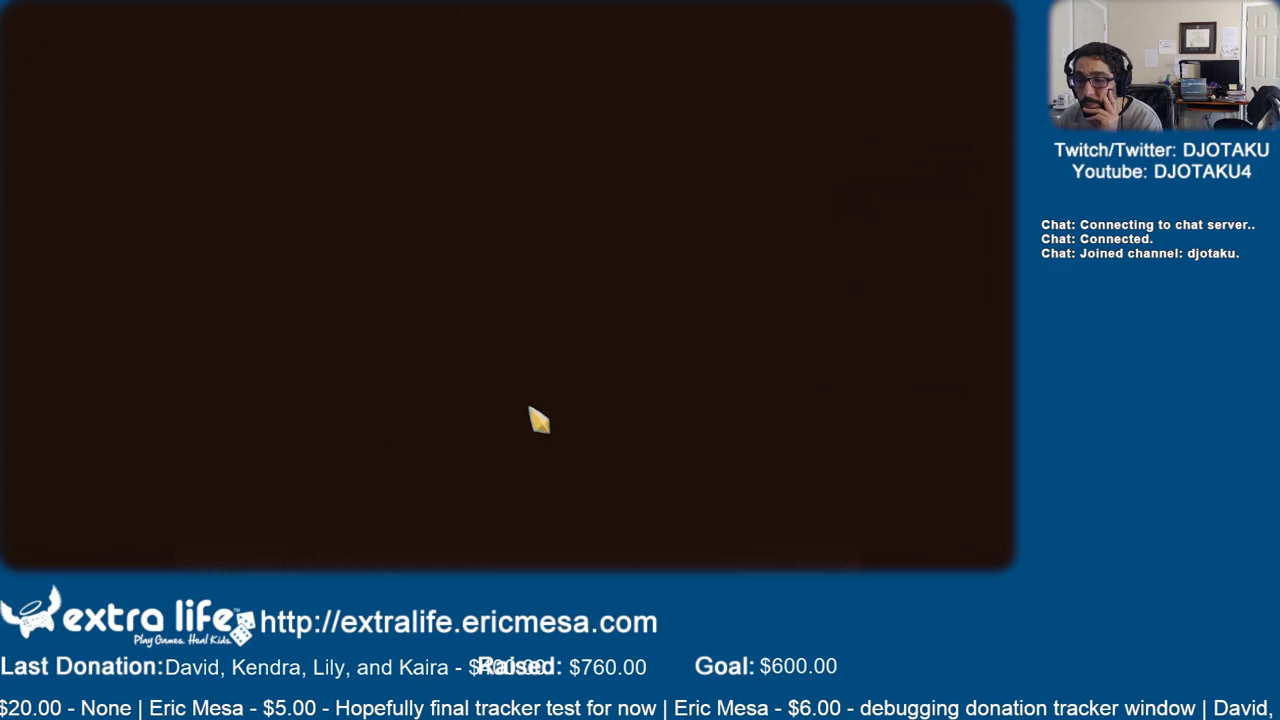 Twitch/Twitter: DJOTAKU
Youtube: DJOTAKU4
Chat: Connecting to chat server..
Chat: Connected.
Chat: Joined channel: djotaku.
extra life
Play Games. Heal Kids.
http://extralife.ericmesa.com
Last Donation: David, Kendra, Lily, and Kaira - Raised: $760.00 Goal: $600.00
$20.00 - None | Eric Mesa - $5.00 - Hopefully final tracker test for now | Eric Mesa - $6.00 - debugging donation tracker window | David,